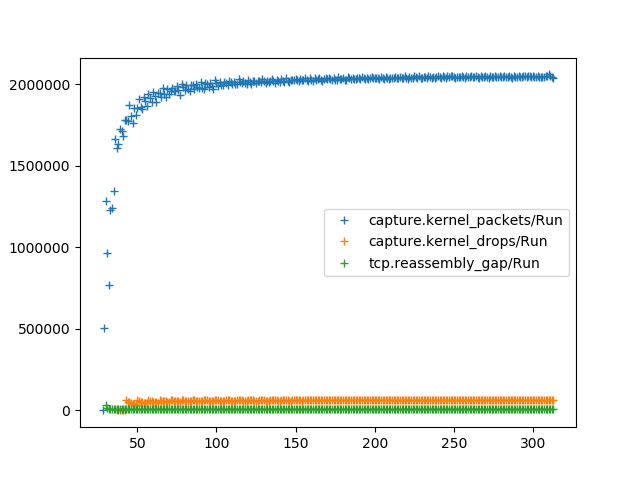 2000000
1500000
1000000
500000
0
capture.kernel_packets/Run
capture.kernel_drops/Run
tcp.reassembly_gap/Run
50 100 150 200 250 300